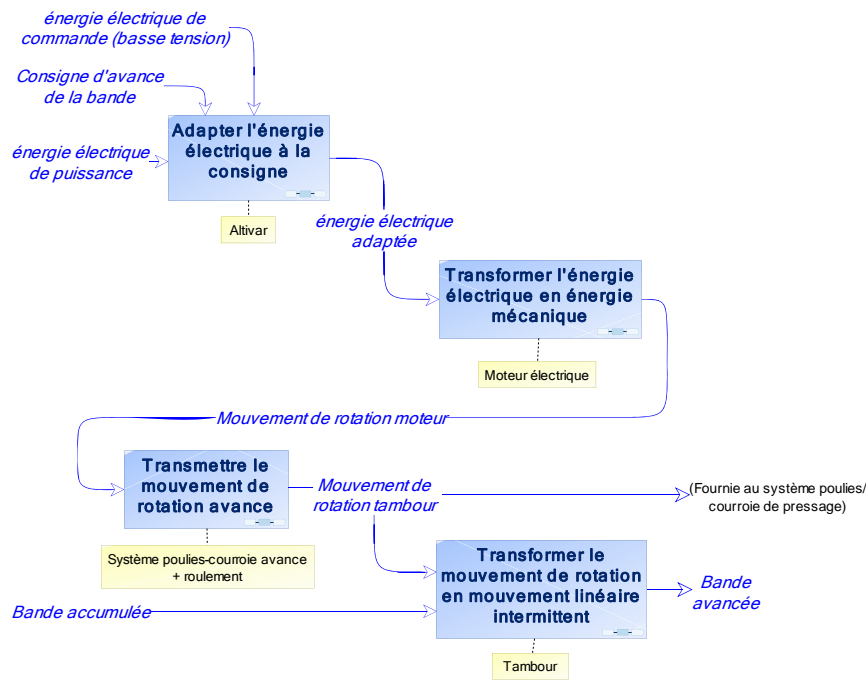 énergie électrique de
commande (basse tension)
Consigne d'avance
de la bande
énergie électrique
de puissance
Adapter l'énergie
électrique à la
consigne
Altivar
énergie électrique
adaptée
Transformer l'énergie
électrique en énergie
mécanique
Moteur électrique
Mouvement de rotation moteur
Transmettre le
mouvement de
rotation avance
Système poulies-courroie avance
+ roulement
Mouvement de
rotation tambour
(Fournie au système poulies/
courroie de pressage)
Bande accumulée
Transformer le
mouvement de rotation
en mouvement linéaire
intermittent
Tambour
Bande
avancée